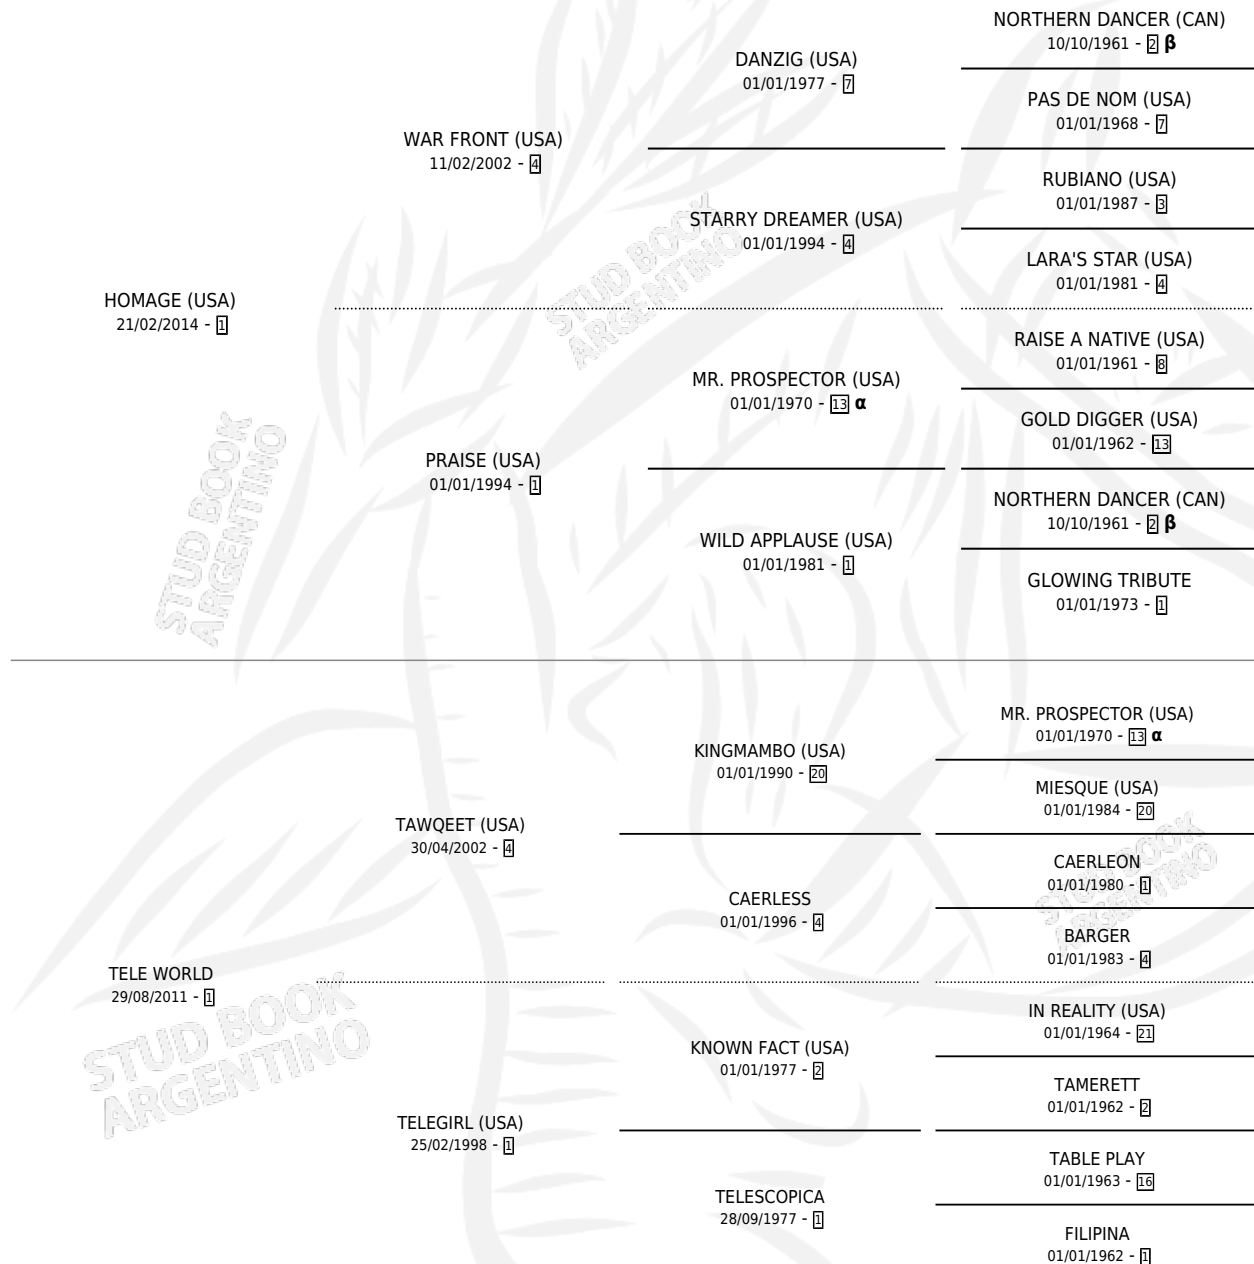 NORTHERN DANCER (CAN)
10/10/1961 - 2 β
DANZIG (USA)
01/01/1977 - 7
PAS DE NOM (USA)
01/01/1968 - 7
WAR FRONT (USA)
11/02/2002 - 4
RUBIANO (USA)
01/01/1987 - 3
STARRY DREAMER (USA)
01/01/1994 - 4
LARA'S STAR (USA)
01/01/1981 - 4
HOMAGE (USA)
21/02/2014 - 1
RAISE A NATIVE (USA)
01/01/1961 - 8
MR. PROSPECTOR (USA)
01/01/1970 - 13 α
GOLD DIGGER (USA)
01/01/1962 - 13
PRAISE (USA)
01/01/1994 - 1
NORTHERN DANCER (CAN)
10/10/1961 - 2 β
WILD APPLAUSE (USA)
01/01/1981 - 1
GLOWING TRIBUTE
01/01/1973 - 1
MR. PROSPECTOR (USA)
01/01/1970 - 13 α
KINGMAMBO (USA)
01/01/1990 - 20
MIESQUE (USA)
01/01/1984 - 20
TAWQEET (USA)
30/04/2002 - 4
CAERLEON
01/01/1980 - 1
CAERLESS
01/01/1996 - 4
BARGER
01/01/1983 - 4
TELE WORLD
29/08/2011 - 1
IN REALITY (USA)
01/01/1964 - 21
KNOWN FACT (USA)
01/01/1977 - 2
TAMERETT
01/01/1962 - 2
TELEGIRL (USA)
25/02/1998 - 1
TABLE PLAY
01/01/1963 - 16
TELESCOPICA
28/09/1977 - 1
FILIPINA
01/01/1962 - 1
STUD BOOK
ARGENTINO
STUD BOOK
ARGENTINO
STUD BOOK
ARGENTINO
STUD BOOK
ARGENTINO